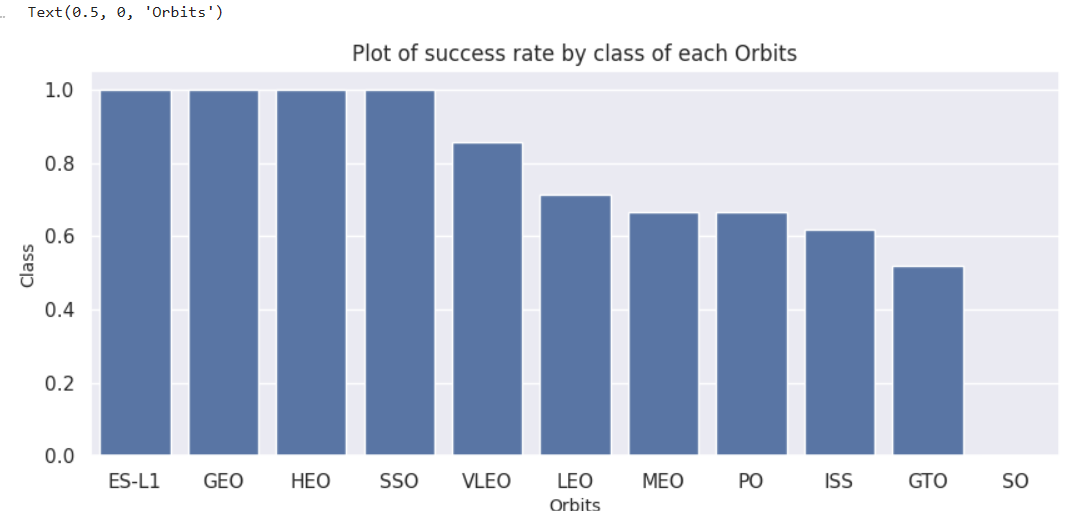 Text(0.5, 0, 'Orbits')
Plot of success rate by class of each Orbits
1.0
0.8
0.6
0.4
0.2
0.0
Class
ES-L1 GEO HEO SSO VLEO LEO MEO PO ISS GTO SO
Orbits